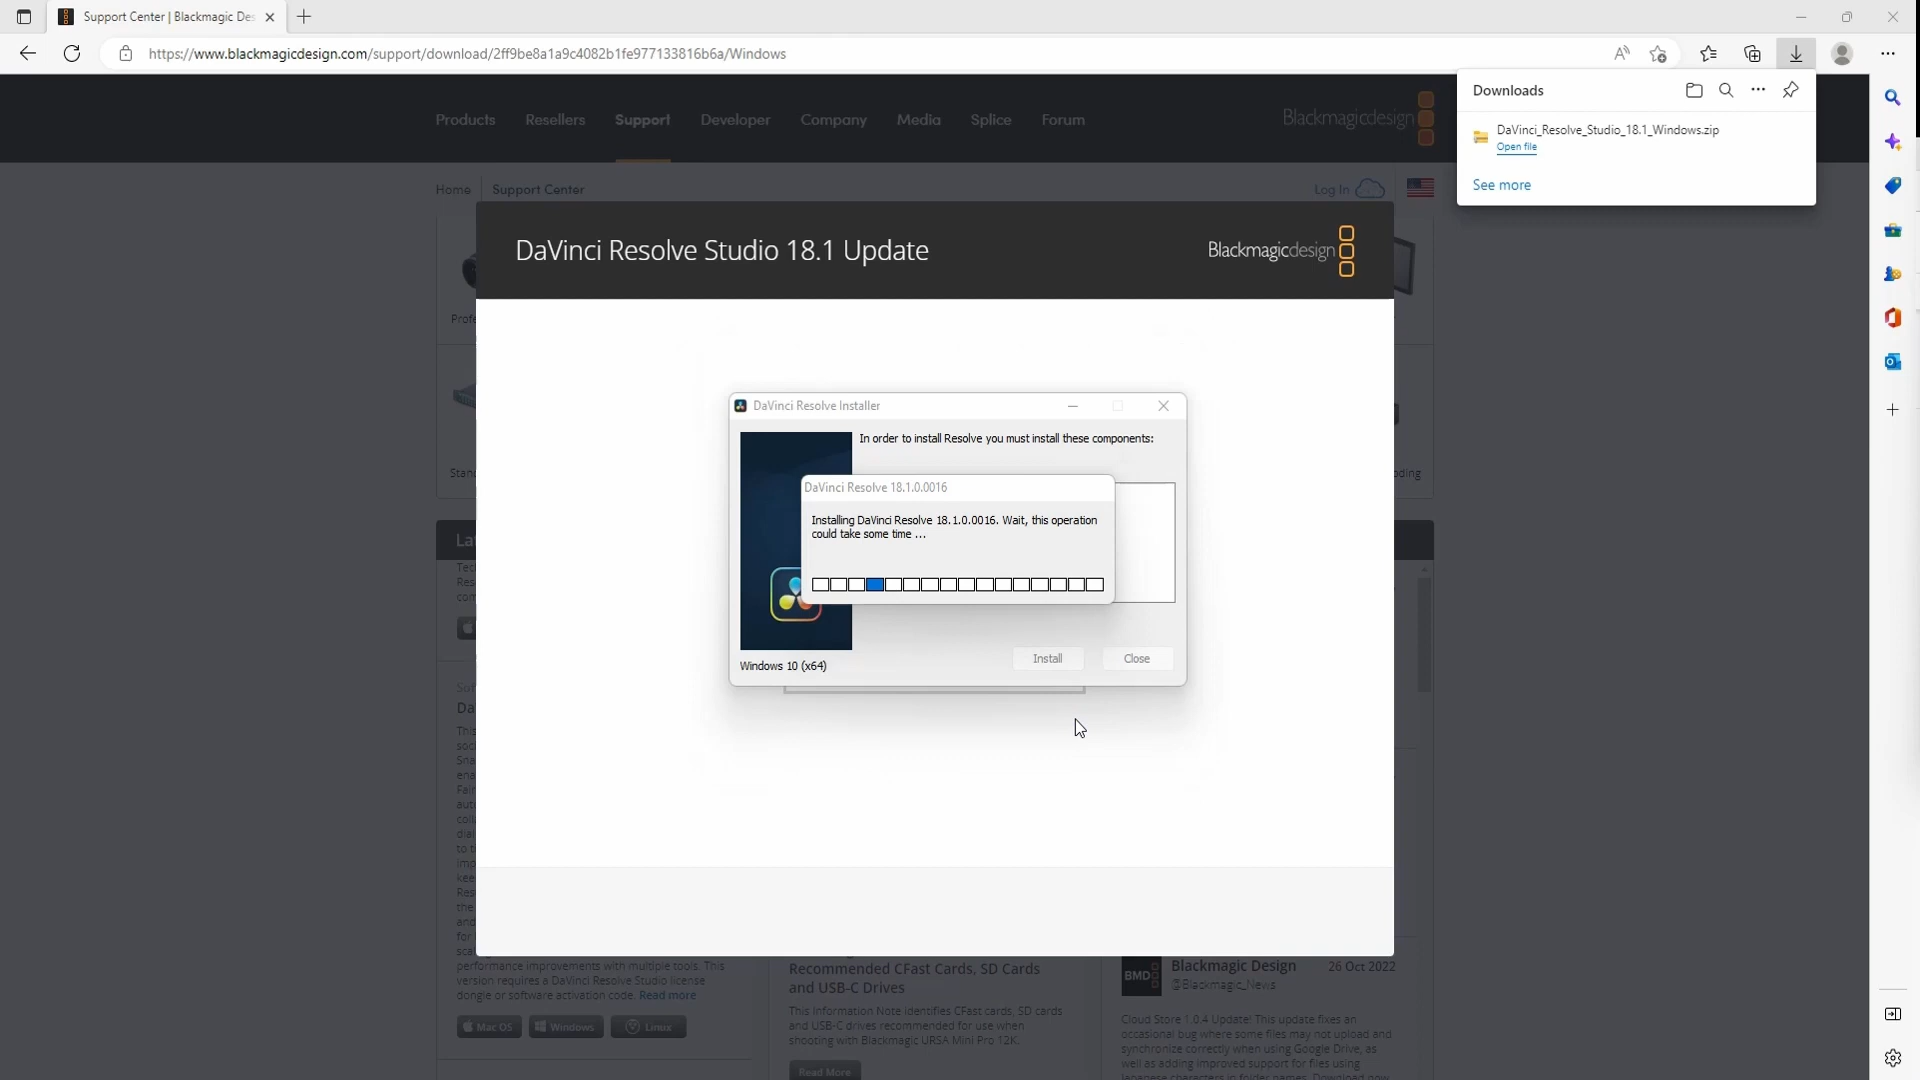 Support Center | Blackmagic Des
https://www.blackmagicdesign.com/support/download/2ff9be8a1a9c4082b1fe977133816b6a/Windows
Downloads
DaVinci_Resolve_Studio_18.1_Windows.zip
Open file
See more
Products Resellers Support Developer Company Media Splice Forum
Blackmagicdesign
Home Support Center
Log In
DaVinci Resolve Studio 18.1 Update
Blackmagicdesign
DaVinci Resolve Installer
In order to install Resolve you must install these components:
DaVinci Resolve 18.1.0.0016
Installing DaVinci Resolve 18.1.0.0016. Wait, this operation
could take some time ...
Install Close
Windows 10 (x64)
performance improvements with multiple tools. This
version requires a DaVinci Resolve Studio license
dongle or software activation code. Read more
Mac OS Windows Linux
Recommended CFast Cards, SD Cards
and USB-C Drives
This Information Note identifies CFast cards, SD cards
and USB-C drives recommended for use when
shooting with Blackmagic URSA Mini Pro 12K.
Read More
BMD
Blackmagic Design 26 Oct 2022
@Blackmagic_News
Cloud Store 1.0.4 Update! This update fixes an
occasional bug where some files may not upload and
synchronize correctly when using Google Drive, as
well as adding improved support for files using
Japanese characters in folder names. Download now